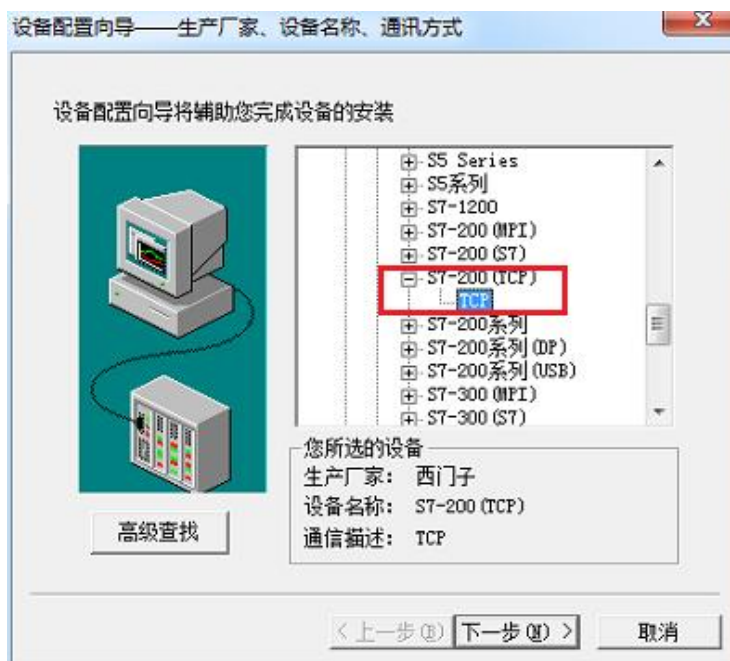 设备配置向导——生产厂家、设备名称、通讯方式
设备配置向导将辅助您完成设备的安装
S5 Series
S5系列
S7-1200
S7-200(MPI)
S7-200(S7)
S7-200(TCP)
TCP
S7-200系列
S7-200系列(DP)
S7-200系列(USB)
S7-300(MPI)
S7-300(S7)
您所选的设备
生产厂家： 西门子
设备名称： S7-200(TCP)
通信描述： TCP
高级查找
< 上一步(B) 下一步(N) > 取消